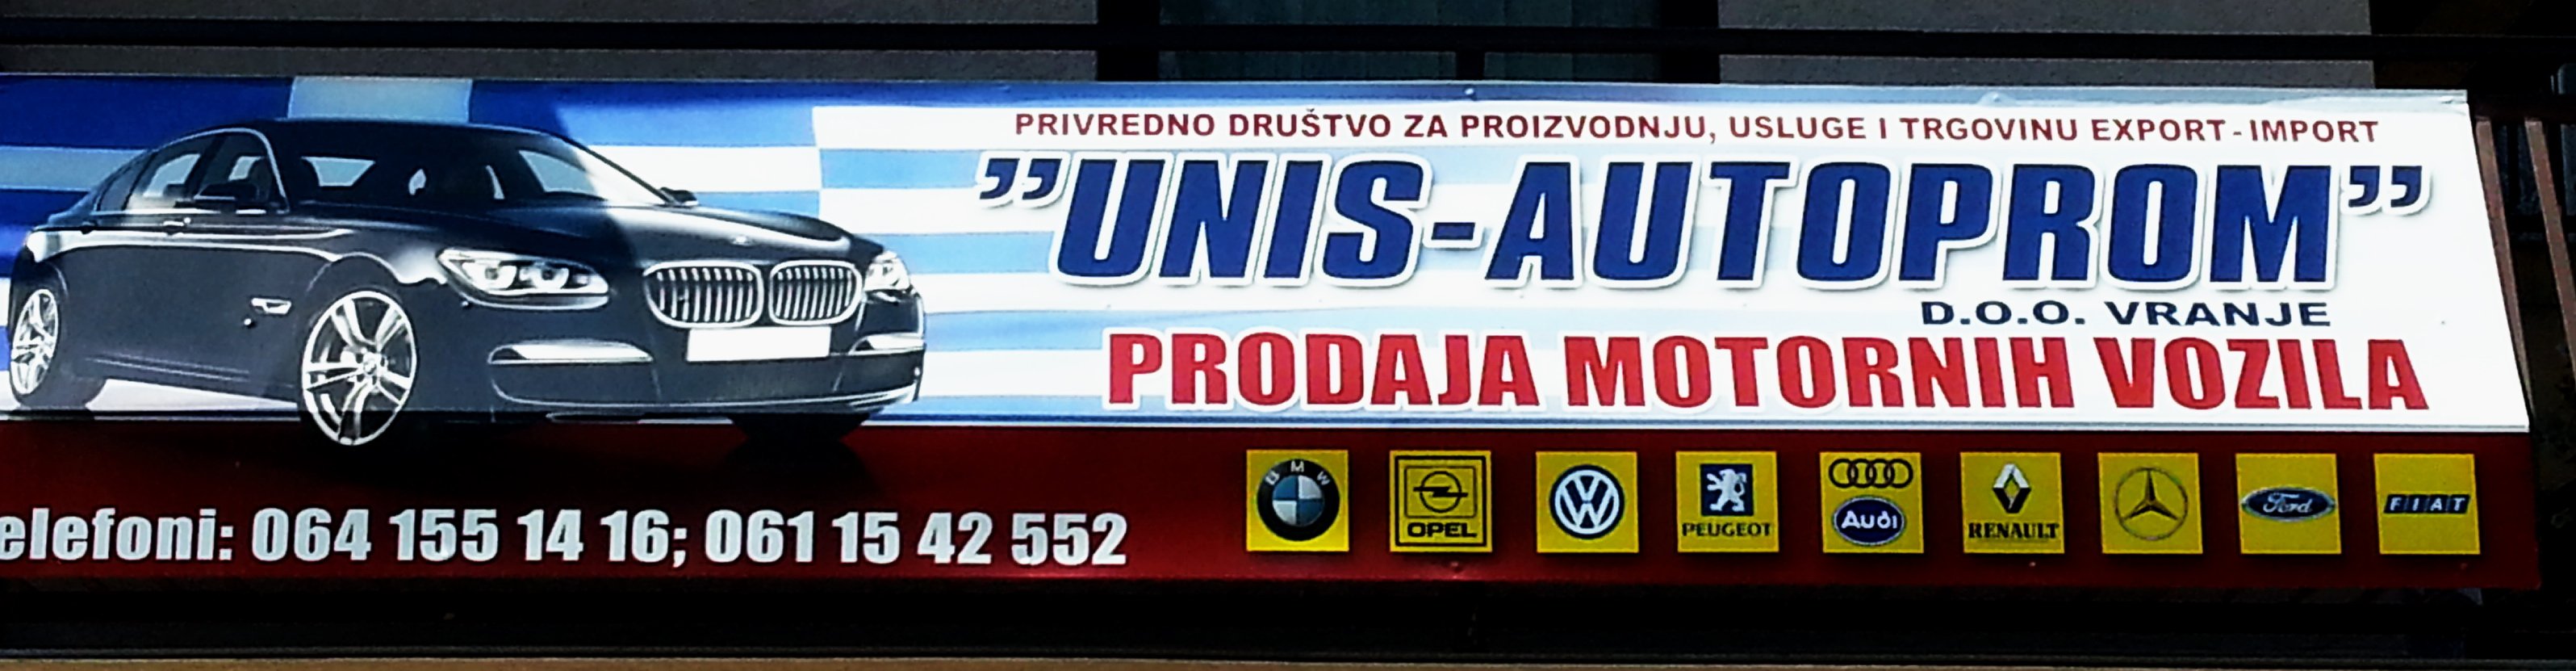 PRIVREDNO DRUŠTVO ZA PROIZVODNJU, USLUGE I TRGOVINU EXPORT-IMPORT
"UNIS-AUTOPROM"
D.O.O. VRANJE
PRODAJA MOTORNIH VOZILA
elefoni: 064 155 14 16; 061 15 42 552
BMW OPEL VW PEUGEOT Audi RENAULT Ford FIAT